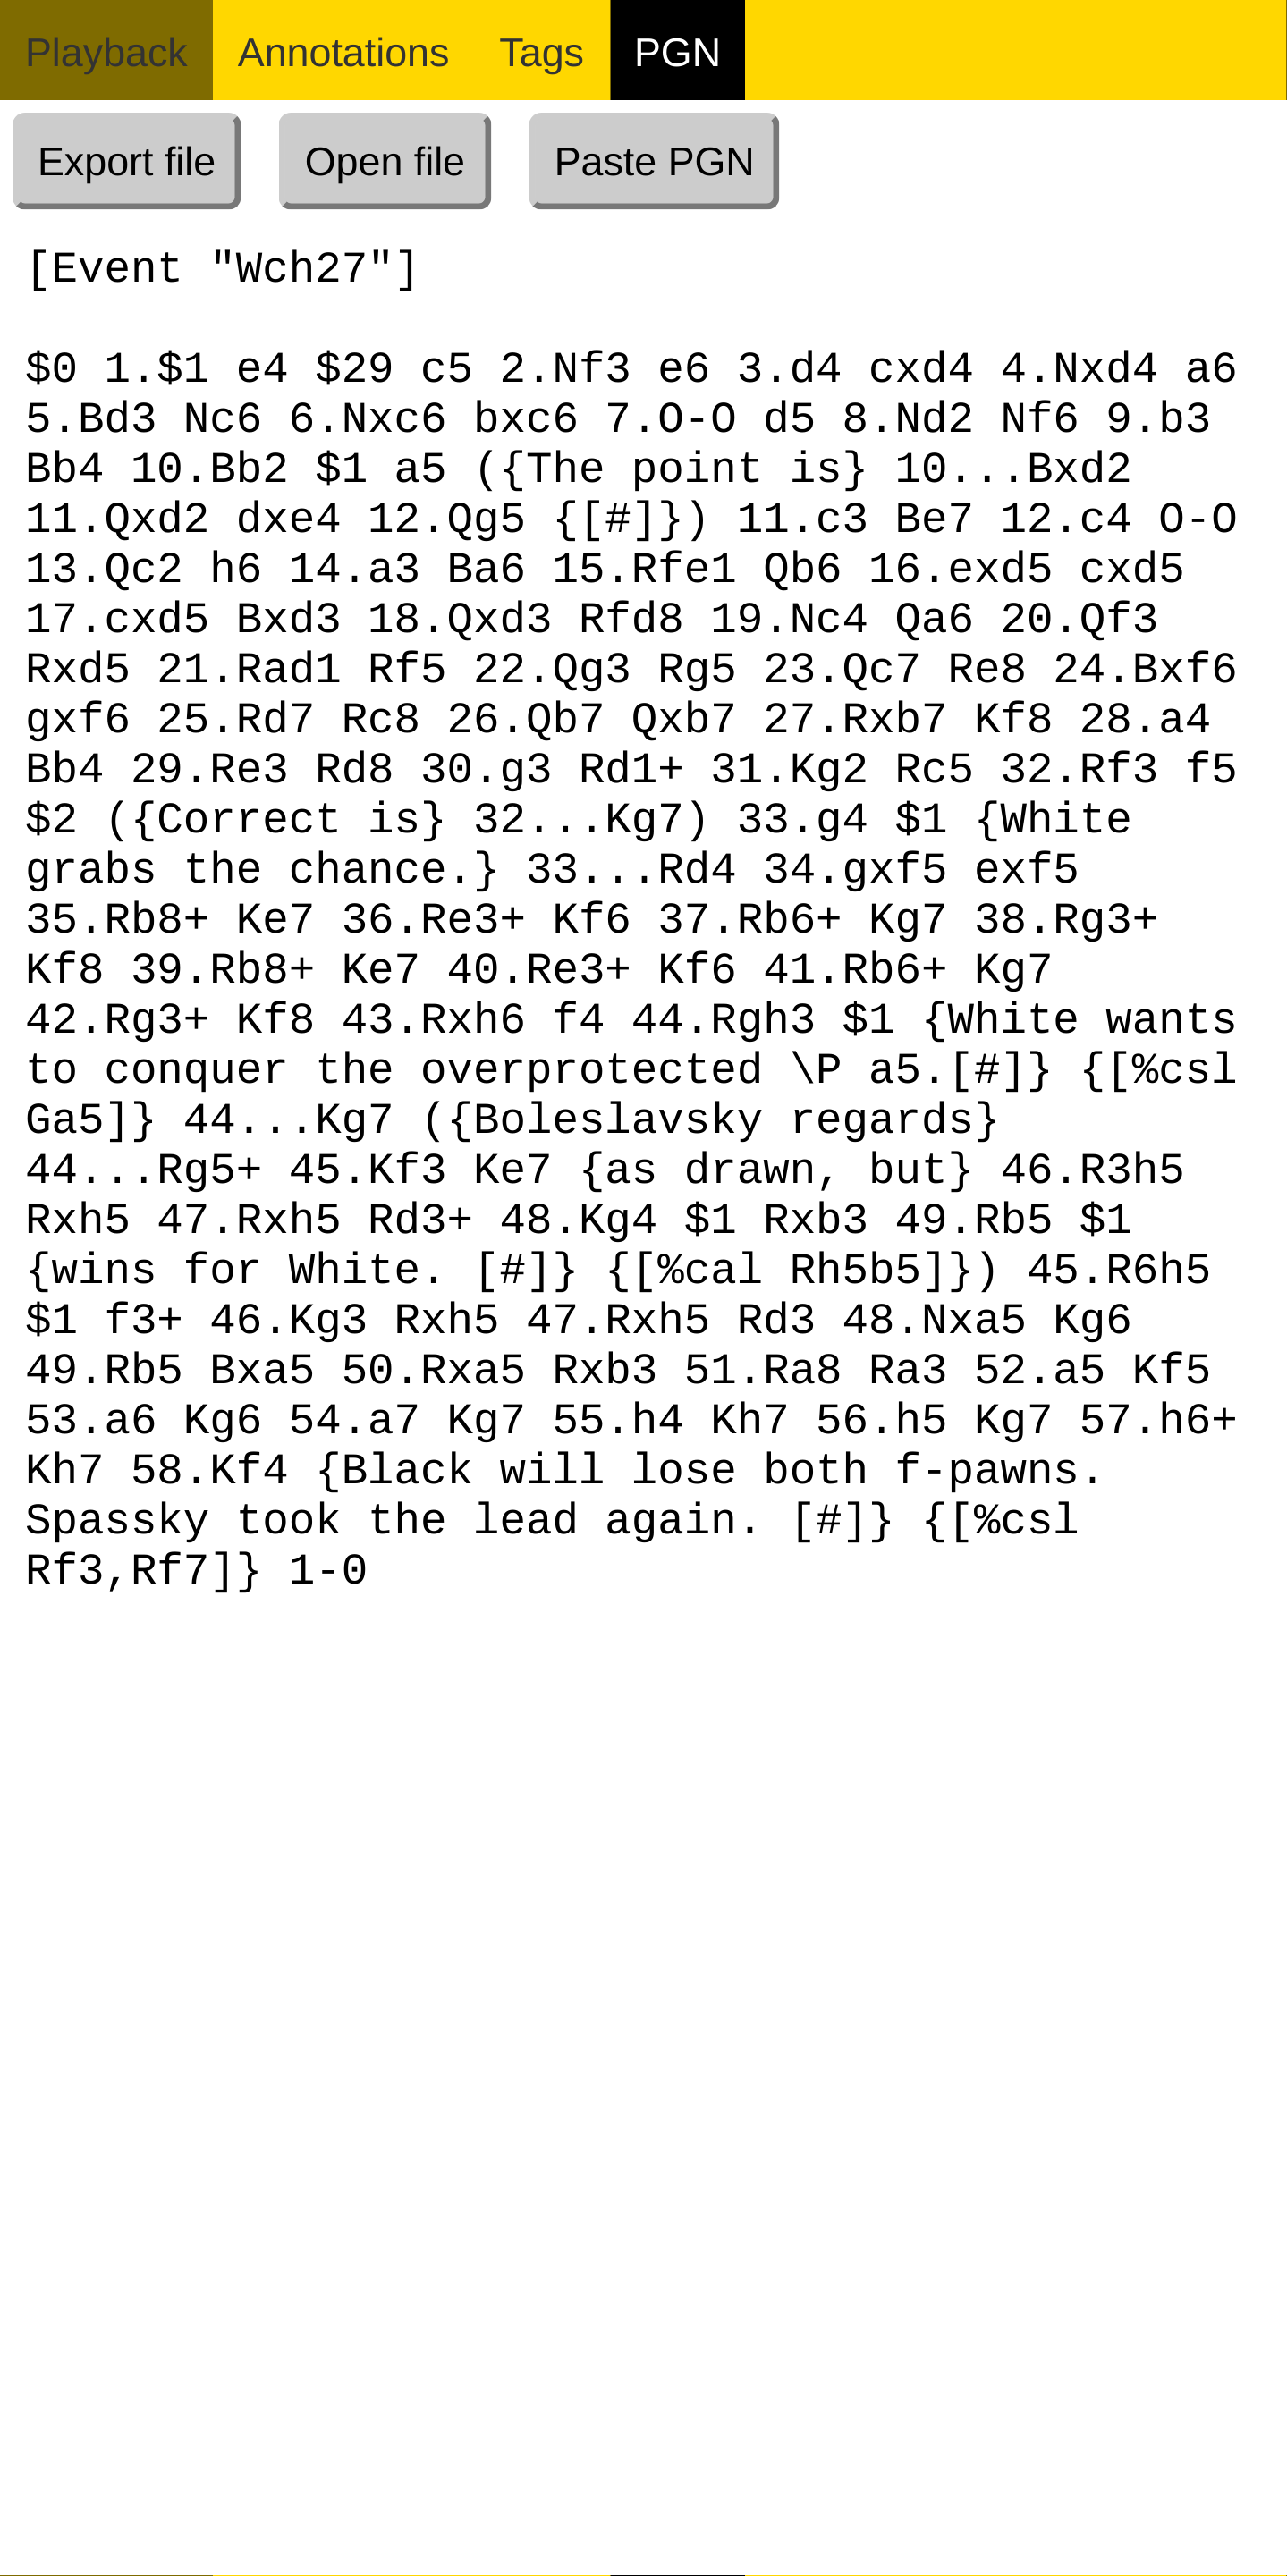 Playback Annotations Tags PGN
Export file Open file Paste PGN
[Event "Wch27"]
$0 1.$1 e4 $29 c5 2.Nf3 e6 3.d4 cxd4 4.Nxd4 a6
5.Bd3 Nc6 6.Nxc6 bxc6 7.O-O d5 8.Nd2 Nf6 9.b3
Bb4 10.Bb2 $1 a5 ({The point is} 10...Bxd2
11.Qxd2 dxe4 12.Qg5 {[#]}) 11.c3 Be7 12.c4 O-O
13.Qc2 h6 14.a3 Ba6 15.Rfe1 Qb6 16.exd5 cxd5
17.cxd5 Bxd3 18.Qxd3 Rfd8 19.Nc4 Qa6 20.Qf3
Rxd5 21.Rad1 Rf5 22.Qg3 Rg5 23.Qc7 Re8 24.Bxf6
gxf6 25.Rd7 Rc8 26.Qb7 Qxb7 27.Rxb7 Kf8 28.a4
Bb4 29.Re3 Rd8 30.g3 Rd1+ 31.Kg2 Rc5 32.Rf3 f5
$2 ({Correct is} 32...Kg7) 33.g4 $1 {White
grabs the chance.} 33...Rd4 34.gxf5 exf5
35.Rb8+ Ke7 36.Re3+ Kf6 37.Rb6+ Kg7 38.Rg3+
Kf8 39.Rb8+ Ke7 40.Re3+ Kf6 41.Rb6+ Kg7
42.Rg3+ Kf8 43.Rxh6 f4 44.Rgh3 $1 {White wants
to conquer the overprotected \P a5.[#]} {[%csl
Ga5]} 44...Kg7 ({Boleslavsky regards}
44...Rg5+ 45.Kf3 Ke7 {as drawn, but} 46.R3h5
Rxh5 47.Rxh5 Rd3+ 48.Kg4 $1 Rxb3 49.Rb5 $1
{wins for White. [#]} {[%cal Rh5b5]}) 45.R6h5
$1 f3+ 46.Kg3 Rxh5 47.Rxh5 Rd3 48.Nxa5 Kg6
49.Rb5 Bxa5 50.Rxa5 Rxb3 51.Ra8 Ra3 52.a5 Kf5
53.a6 Kg6 54.a7 Kg7 55.h4 Kh7 56.h5 Kg7 57.h6+
Kh7 58.Kf4 {Black will lose both f-pawns.
Spassky took the lead again. [#]} {[%csl
Rf3,Rf7]} 1-0